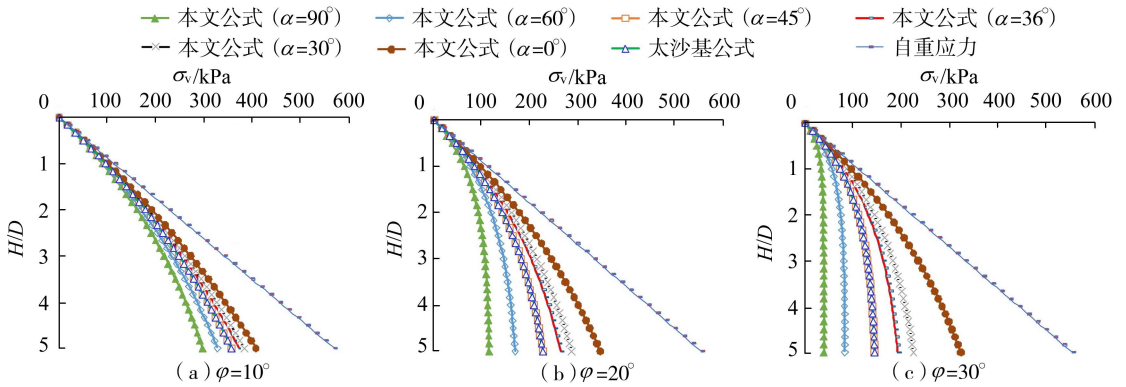 本文公式 (α=90°) 本文公式 (α=60°) 本文公式 (α=45°) 本文公式 (α=36°)
本文公式 (α=30°) 本文公式 (α=0°) 太沙基公式 自重应力
σv/kPa σv/kPa σv/kPa
0 100 200 300 400 500 600 0 100 200 300 400 500 600 0 100 200 300 400 500 600
1 1 1
2 2 2
H/D H/D H/D
3 3 3
4 4 4
5 5 5
(a) φ=10° (b) φ=20° (c) φ=30°